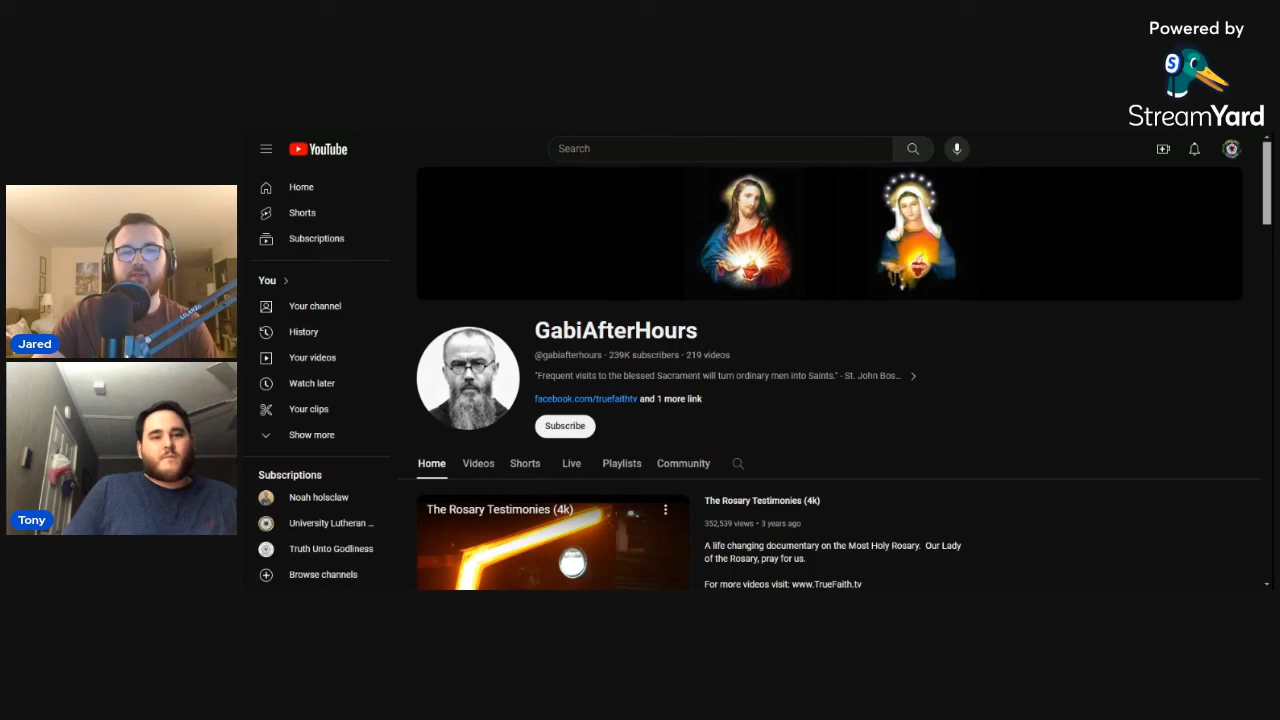 Powered by
StreamYard
YouTube
Search
Home
Shorts
Subscriptions
You
Your channel
History
Your videos
Watch later
Your clips
Show more
Subscriptions
Noah holsclaw
University Lutheran ...
Truth Unto Godliness
Browse channels
GabiAfterHours
@gabiafterhours · 239K subscribers · 219 videos
"Frequent visits to the blessed Sacrament will turn ordinary men into Saints." - St. John Bos...
facebook.com/truefaithtv and 1 more link
Subscribe
Home Videos Shorts Live Playlists Community
The Rosary Testimonies (4k)
The Rosary Testimonies (4k)
352,539 views · 3 years ago
A life changing documentary on the Most Holy Rosary. Our Lady
of the Rosary, pray for us.
For more videos visit: www.TrueFaith.tv
Jared
Tony